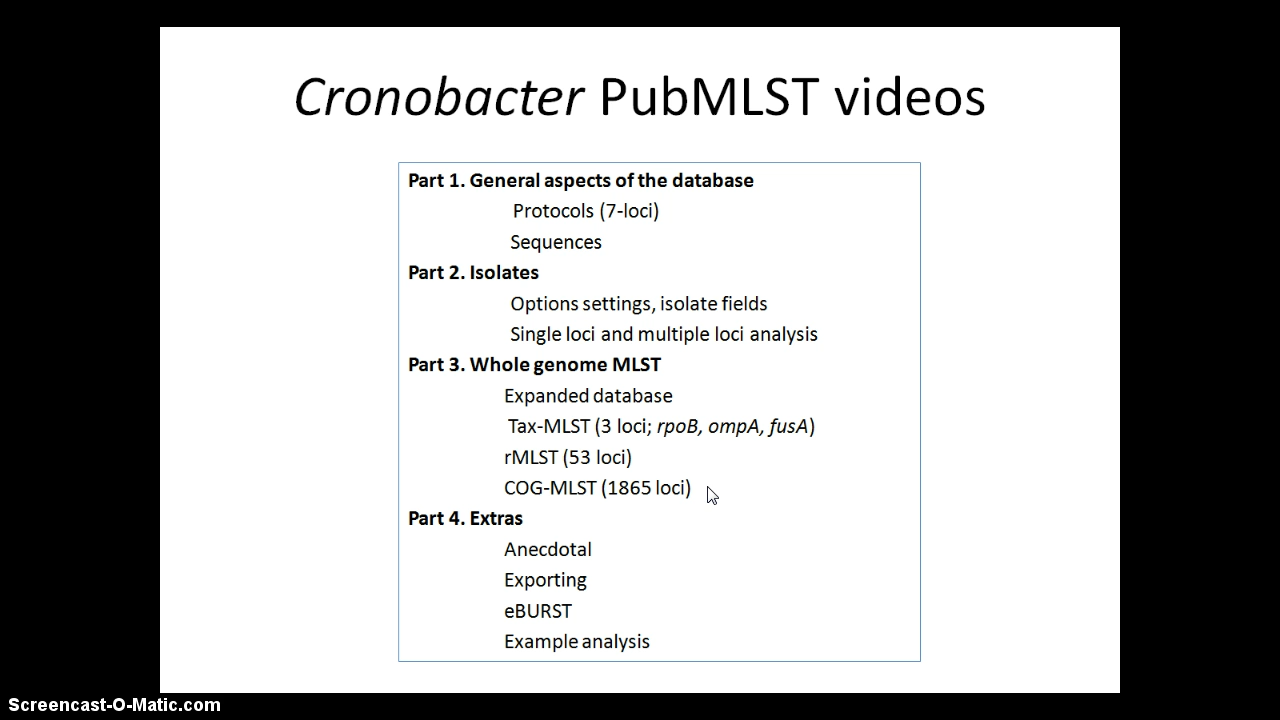 Cronobacter PubMLST videos
Part 1. General aspects of the database
Protocols (7-loci)
Sequences
Part 2. Isolates
Options settings, isolate fields
Single loci and multiple loci analysis
Part 3. Whole genome MLST
Expanded database
Tax-MLST (3 loci; rpoB, ompA, fusA)
rMLST (53 loci)
COG-MLST (1865 loci)
Part 4. Extras
Anecdotal
Exporting
eBURST
Example analysis
Screencast-O-Matic.com